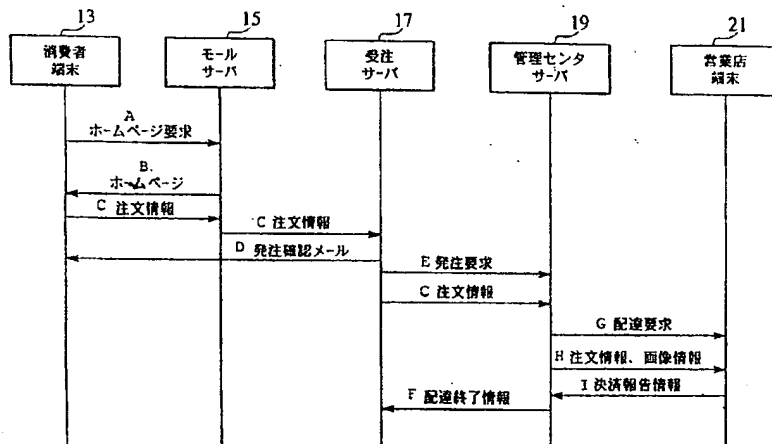 13
15
17
19
21
消費者
端末
モール
サーバ
受注
サーバ
管理センタ
サーバ
営業店
端末
A
ホームページ要求
B.
ホームページ
C 注文情報
C 注文情報
D 発注確認メール
E 発注要求
C 注文情報
G 配達要求
H 注文情報、画像情報
I 決済報告情報
F 配達終了情報